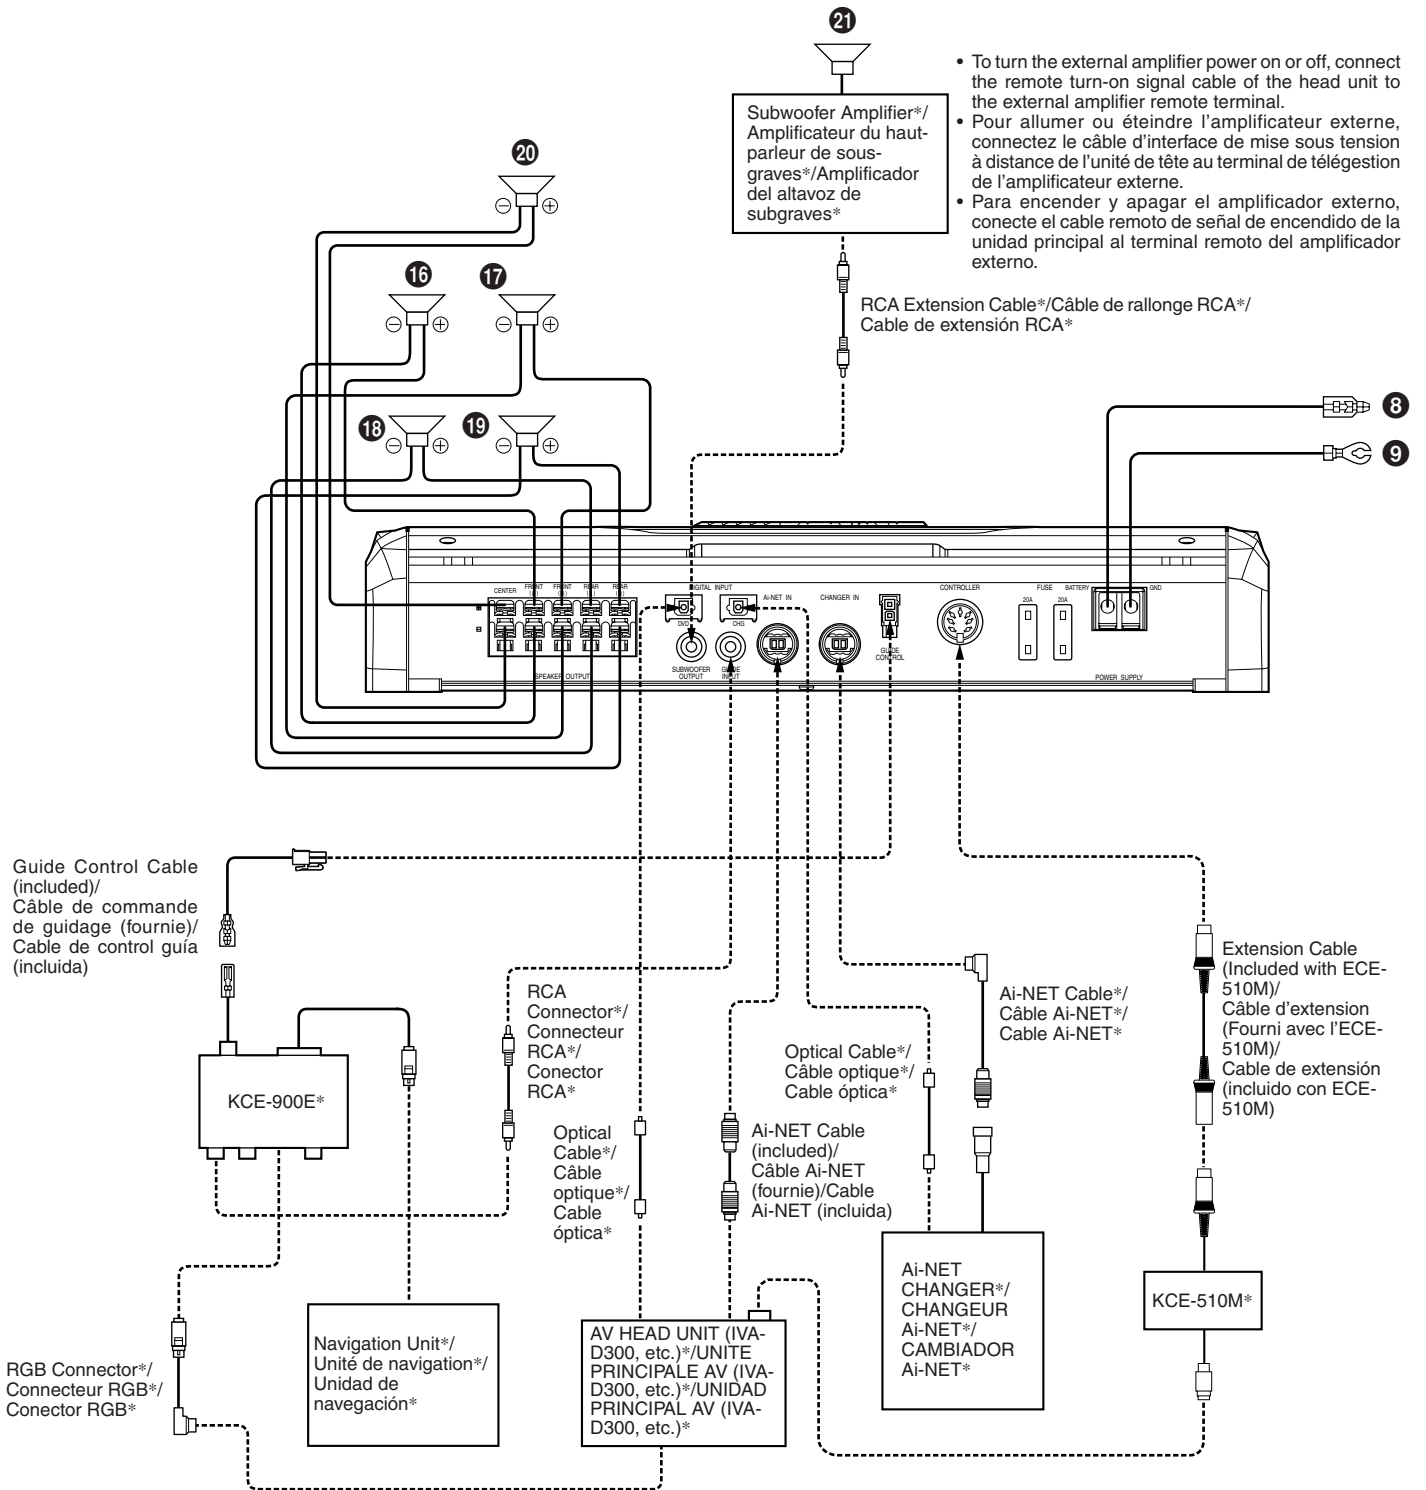 21
Subwoofer Amplifier*/
Amplificateur du haut-
parleur de sous-
graves*/Amplificador
del altavoz de
subgraves*
• To turn the external amplifier power on or off, connect
the remote turn-on signal cable of the head unit to
the external amplifier remote terminal.
• Pour allumer ou éteindre l'amplificateur externe,
connectez le câble d'interface de mise sous tension
à distance de l'unité de tête au terminal de télégestion
de l'amplificateur externe.
• Para encender y apagar el amplificador externo,
conecte el cable remoto de señal de encendido de la
unidad principal al terminal remoto del amplificador
externo.
20
− +
16 17
− + − +
18 19
− + − +
RCA Extension Cable*/Câble de rallonge RCA*/
Cable de extensión RCA*
8
9
CENTER FRONT FRONT REAR REAR
DIGITAL INPUT
DVD CHG
Ai-NET IN
CHANGER IN
CONTROLLER
FUSE
20A 20A
BATTERY GND
SUBWOOFER
OUTPUT
GUIDE
INPUT
GUIDE
CONTROL
SPEAKER OUTPUT
POWER SUPPLY
Guide Control Cable
(included)/
Câble de commande
de guidage (fournie)/
Cable de control guía
(incluida)
KCE-900E*
RCA
Connector*/
Connecteur
RCA*/
Conector
RCA*
Optical
Cable*/
Câble
optique*/
Cable
óptica*
Ai-NET Cable
(included)/
Câble Ai-NET
(fournie)/Cable
Ai-NET (incluida)
Optical Cable*/
Câble optique*/
Cable óptica*
Ai-NET Cable*/
Câble Ai-NET*/
Cable Ai-NET*
Extension Cable
(Included with ECE-
510M)/
Câble d'extension
(Fourni avec l'ECE-
510M)/
Cable de extensión
(incluido con ECE-
510M)
RGB Connector*/
Connecteur RGB*/
Conector RGB*
Navigation Unit*/
Unité de navigation*/
Unidad de
navegación*
AV HEAD UNIT (IVA-
D300, etc.)*/UNITE
PRINCIPALE AV (IVA-
D300, etc.)*/UNIDAD
PRINCIPAL AV (IVA-
D300, etc.)*
Ai-NET
CHANGER*/
CHANGEUR
Ai-NET*/
CAMBIADOR
Ai-NET*
KCE-510M*